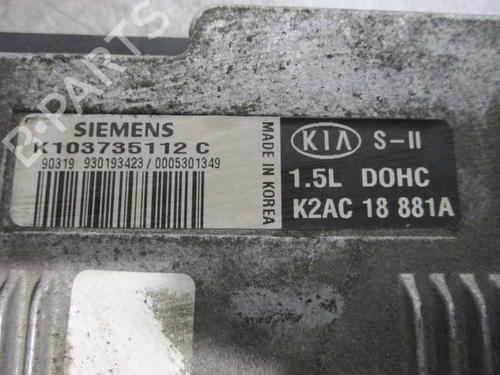 B-PARTS
SIEMENS
K103735112 C
90319 930193423 / 0005301349
MADE IN KOREA
KIA S-II
1.5L DOHC
K2AC 18 881A